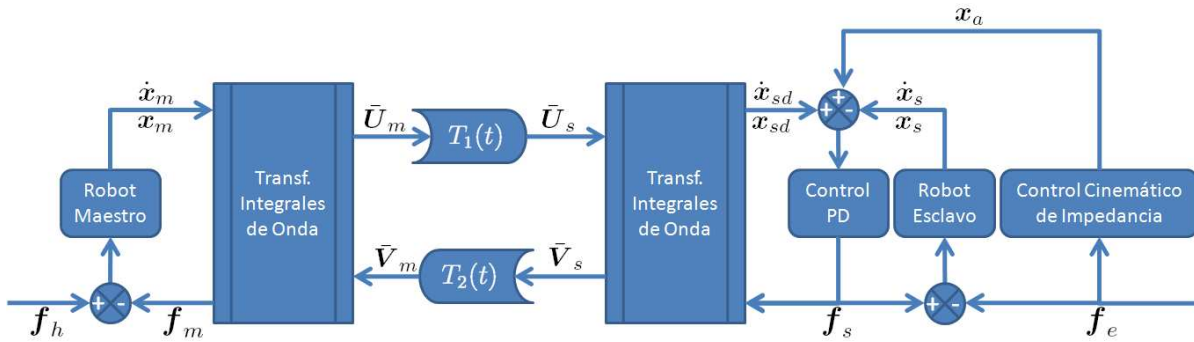 x_a
ẋ_m
x_m
Ū_m
T_1(t)
Ū_s
ẋ_sd
x_sd
+
+
-
ẋ_s
x_s
Robot
Maestro
Transf.
Integrales
de Onda
Transf.
Integrales
de Onda
Control
PD
Robot
Esclavo
Control Cinemático
de Impedancia
V̄_m
T_2(t)
V̄_s
+
-
+
-
f_h
f_m
f_s
f_e